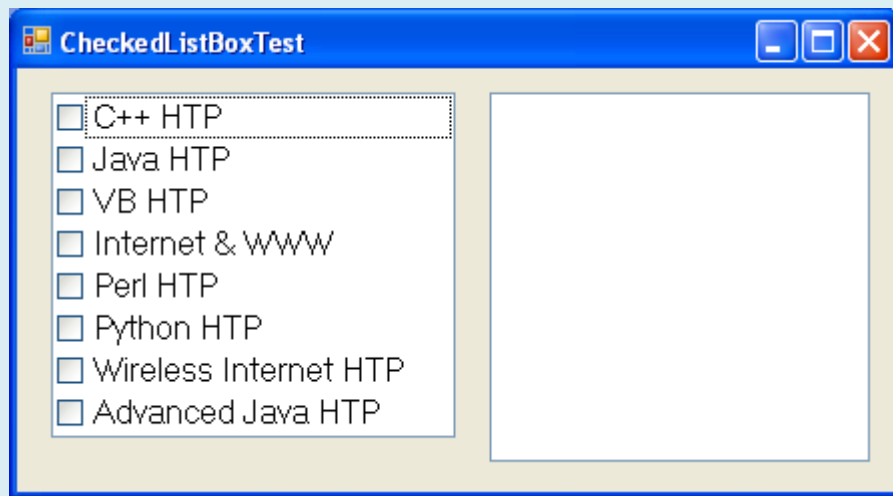 CheckedListBoxTest
C++ HTP
Java HTP
VB HTP
Internet & WWW
Perl HTP
Python HTP
Wireless Internet HTP
Advanced Java HTP